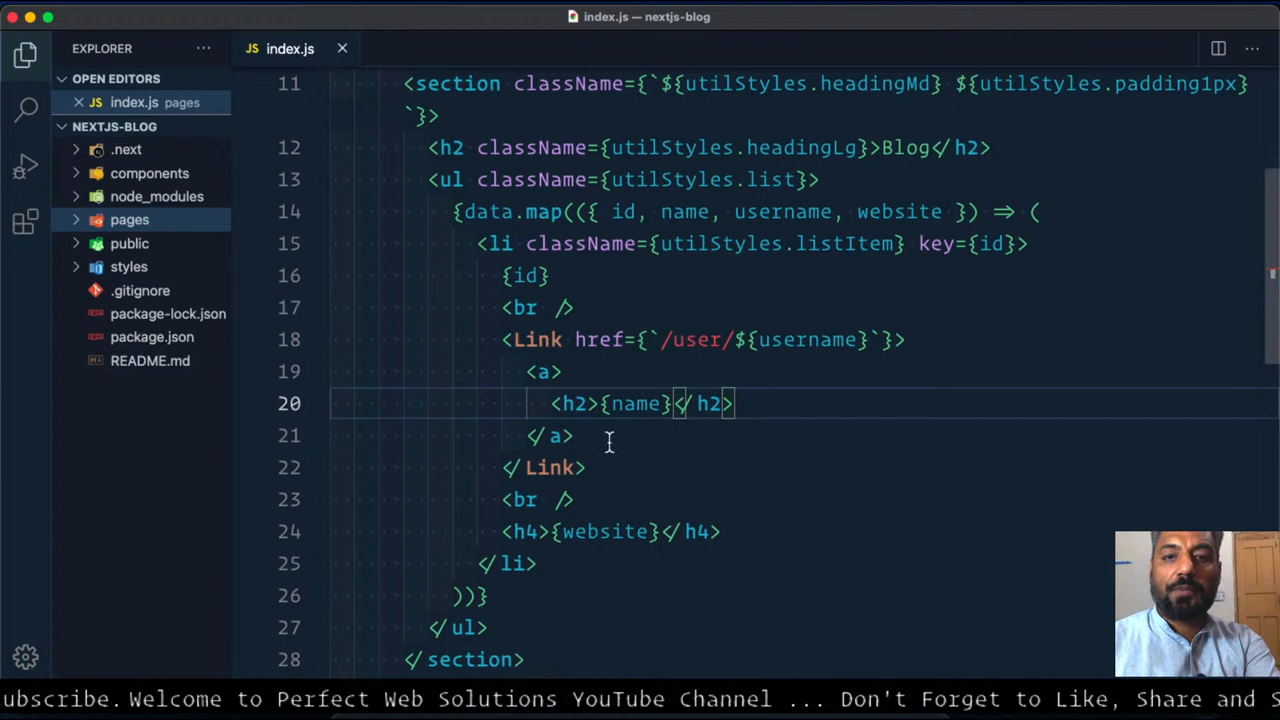 index.js — nextjs-blog
EXPLORER
JS index.js
OPEN EDITORS
JS index.js pages
NEXTJS-BLOG
.next
components
node_modules
pages
public
styles
.gitignore
package-lock.json
package.json
README.md
11 <section className={`${utilStyles.headingMd} ${utilStyles.padding1px}
`}>
12 <h2 className={utilStyles.headingLg}>Blog</h2>
13 <ul className={utilStyles.list}>
14 {data.map(({ id, name, username, website }) => (
15 <li className={utilStyles.listItem} key={id}>
16 {id}
17 <br />
18 <Link href={`/user/${username}`}>
19 <a>
20 <h2>{name}</h2>
21 </a>
22 </Link>
23 <br />
24 <h4>{website}</h4>
25 </li>
26 ))}
27 </ul>
28 </section>
ubscribe. Welcome to Perfect Web Solutions YouTube Channel ... Don't Forget to Like, Share and S